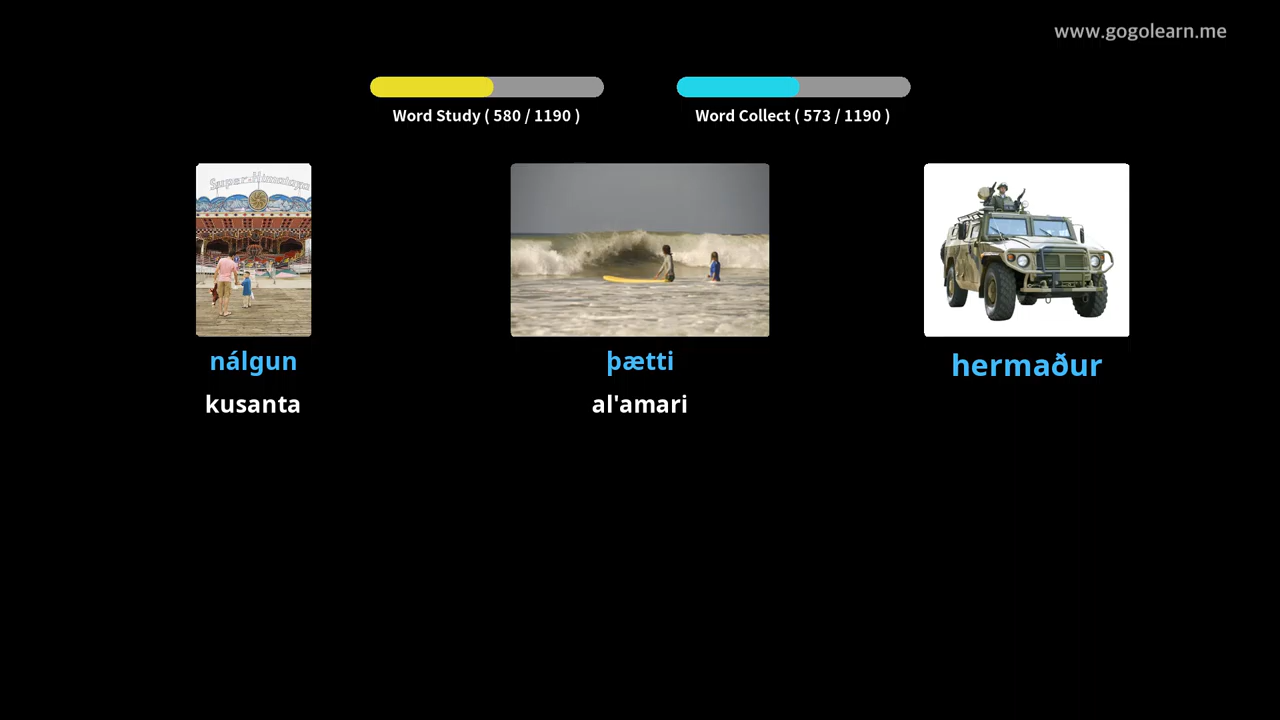 www.gogolearn.me
Word Study ( 580 / 1190 )
Word Collect ( 573 / 1190 )
nálgun
þætti
hermaður
kusanta
al'amari